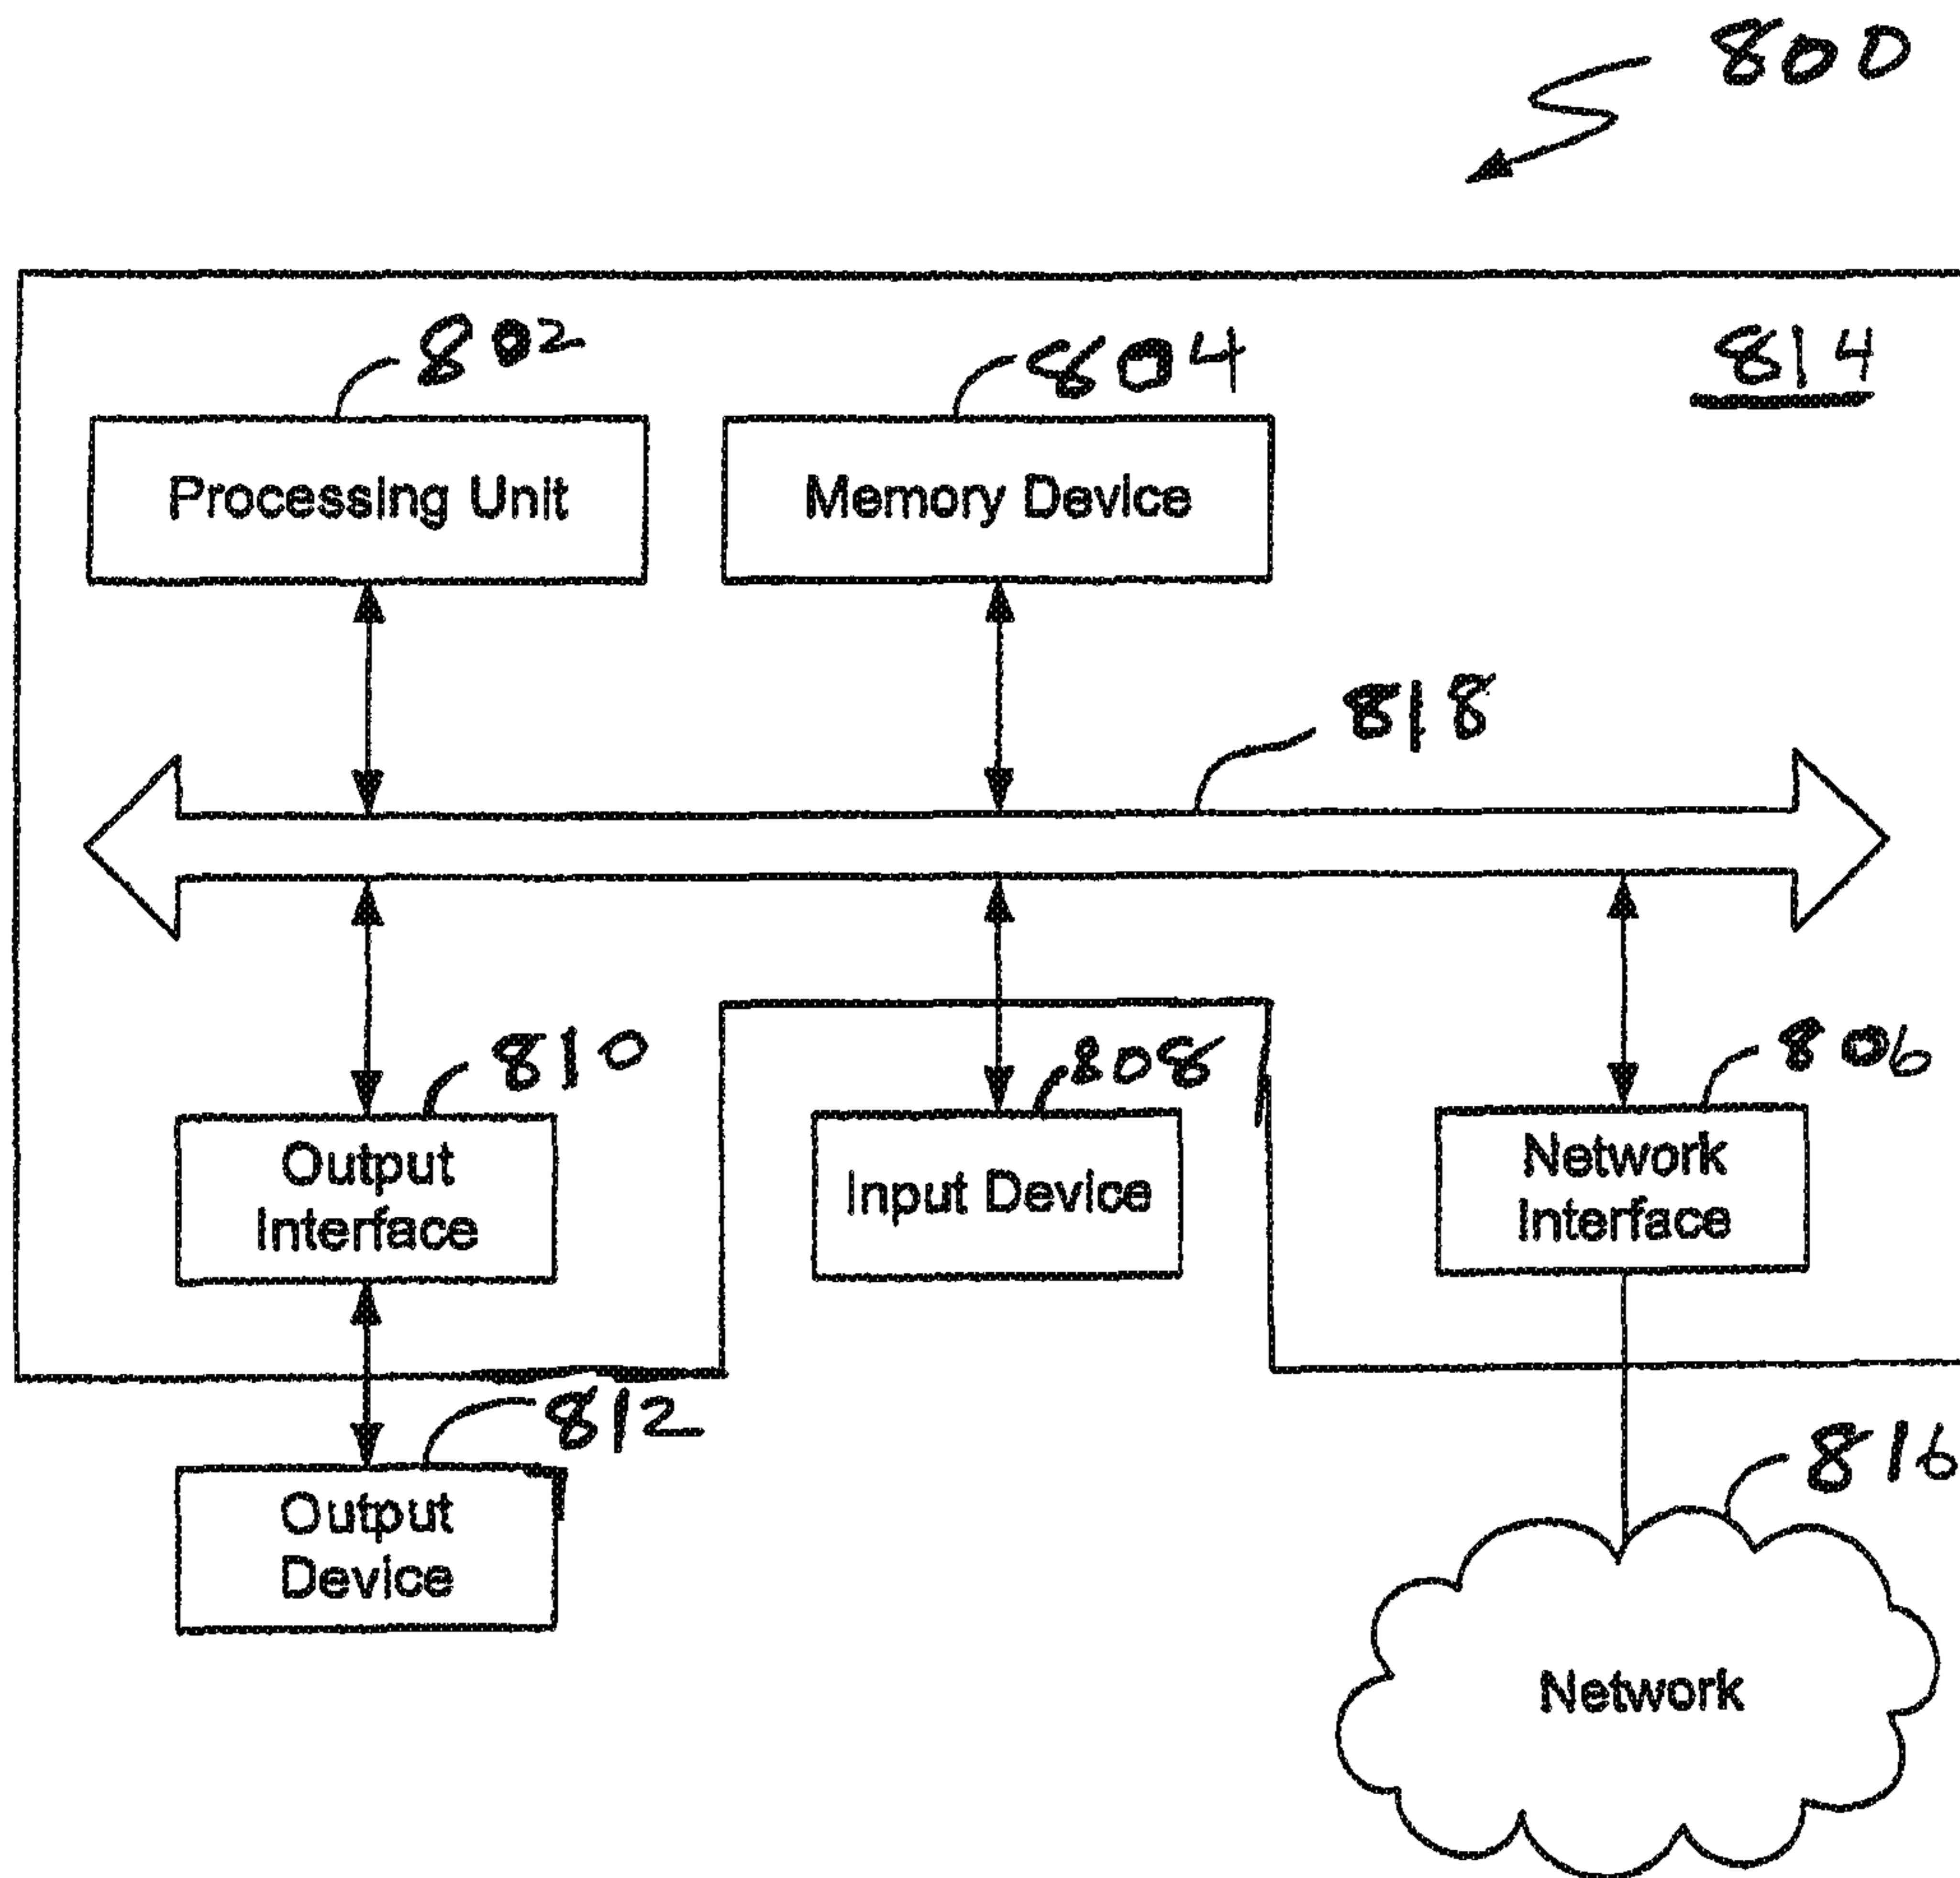 800
802
804
814
Processing Unit
Memory Device
818
810
808
806
Output
Interface
Input Device
Network
Interface
812
816
Output
Device
Network